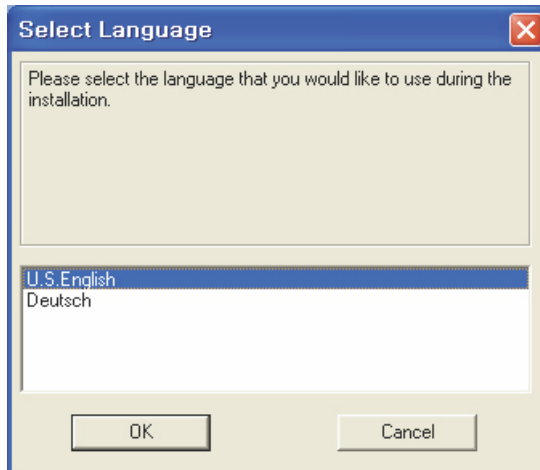 Select Language
Please select the language that you would like to use during the
installation.
U.S.English
Deutsch
OK
Cancel